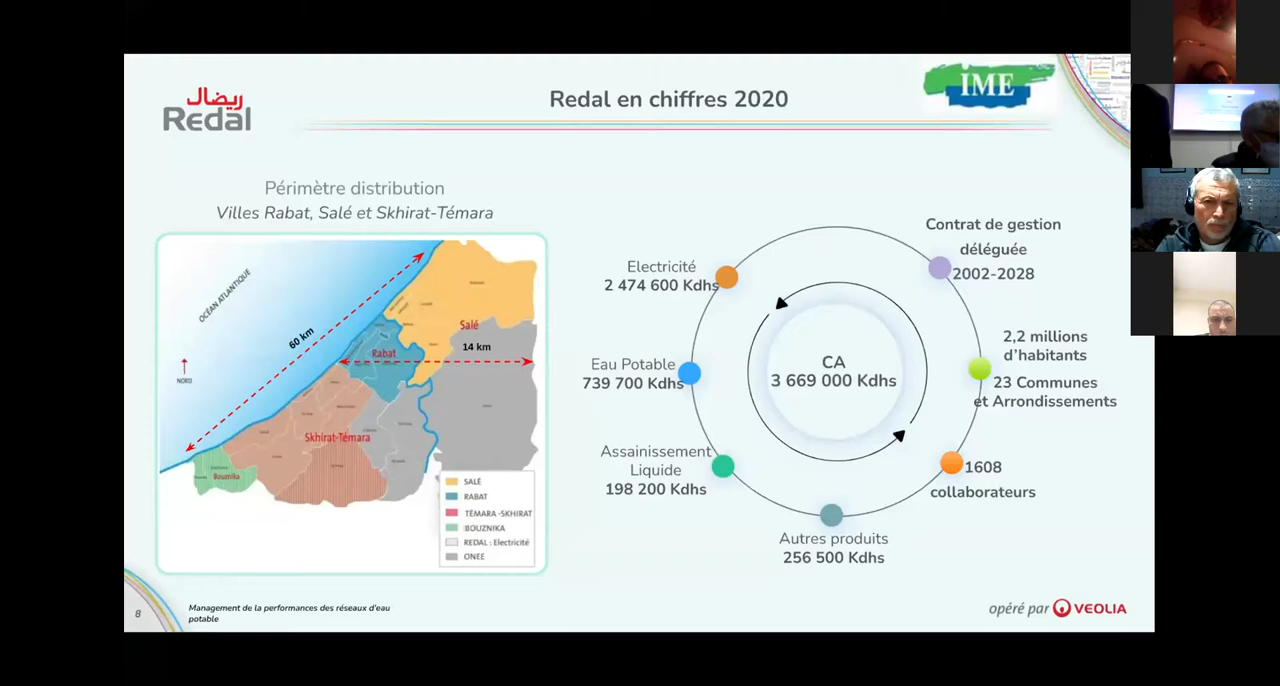 ريضال
Redal
Redal en chiffres 2020
IME
Périmètre distribution
Villes Rabat, Salé et Skhirat-Témara
OCÉAN ATLANTIQUE
60 km
NORD
Salé
14 km
Rabat
Skhirat-Témara
Bouznika
SALÉ
RABAT
TÉMARA -SKHIRAT
BOUZNIKA
REDAL : Electricité
ONEE
Electricité
2 474 600 Kdhs
Eau Potable
739 700 Kdhs
Assainissement
Liquide
198 200 Kdhs
Autres produits
256 500 Kdhs
CA
3 669 000 Kdhs
Contrat de gestion
déléguée
2002-2028
2,2 millions
d'habitants
23 Communes
et Arrondissements
1608
collaborateurs
8
Management de la performances des réseaux d'eau
potable
opéré par VEOLIA